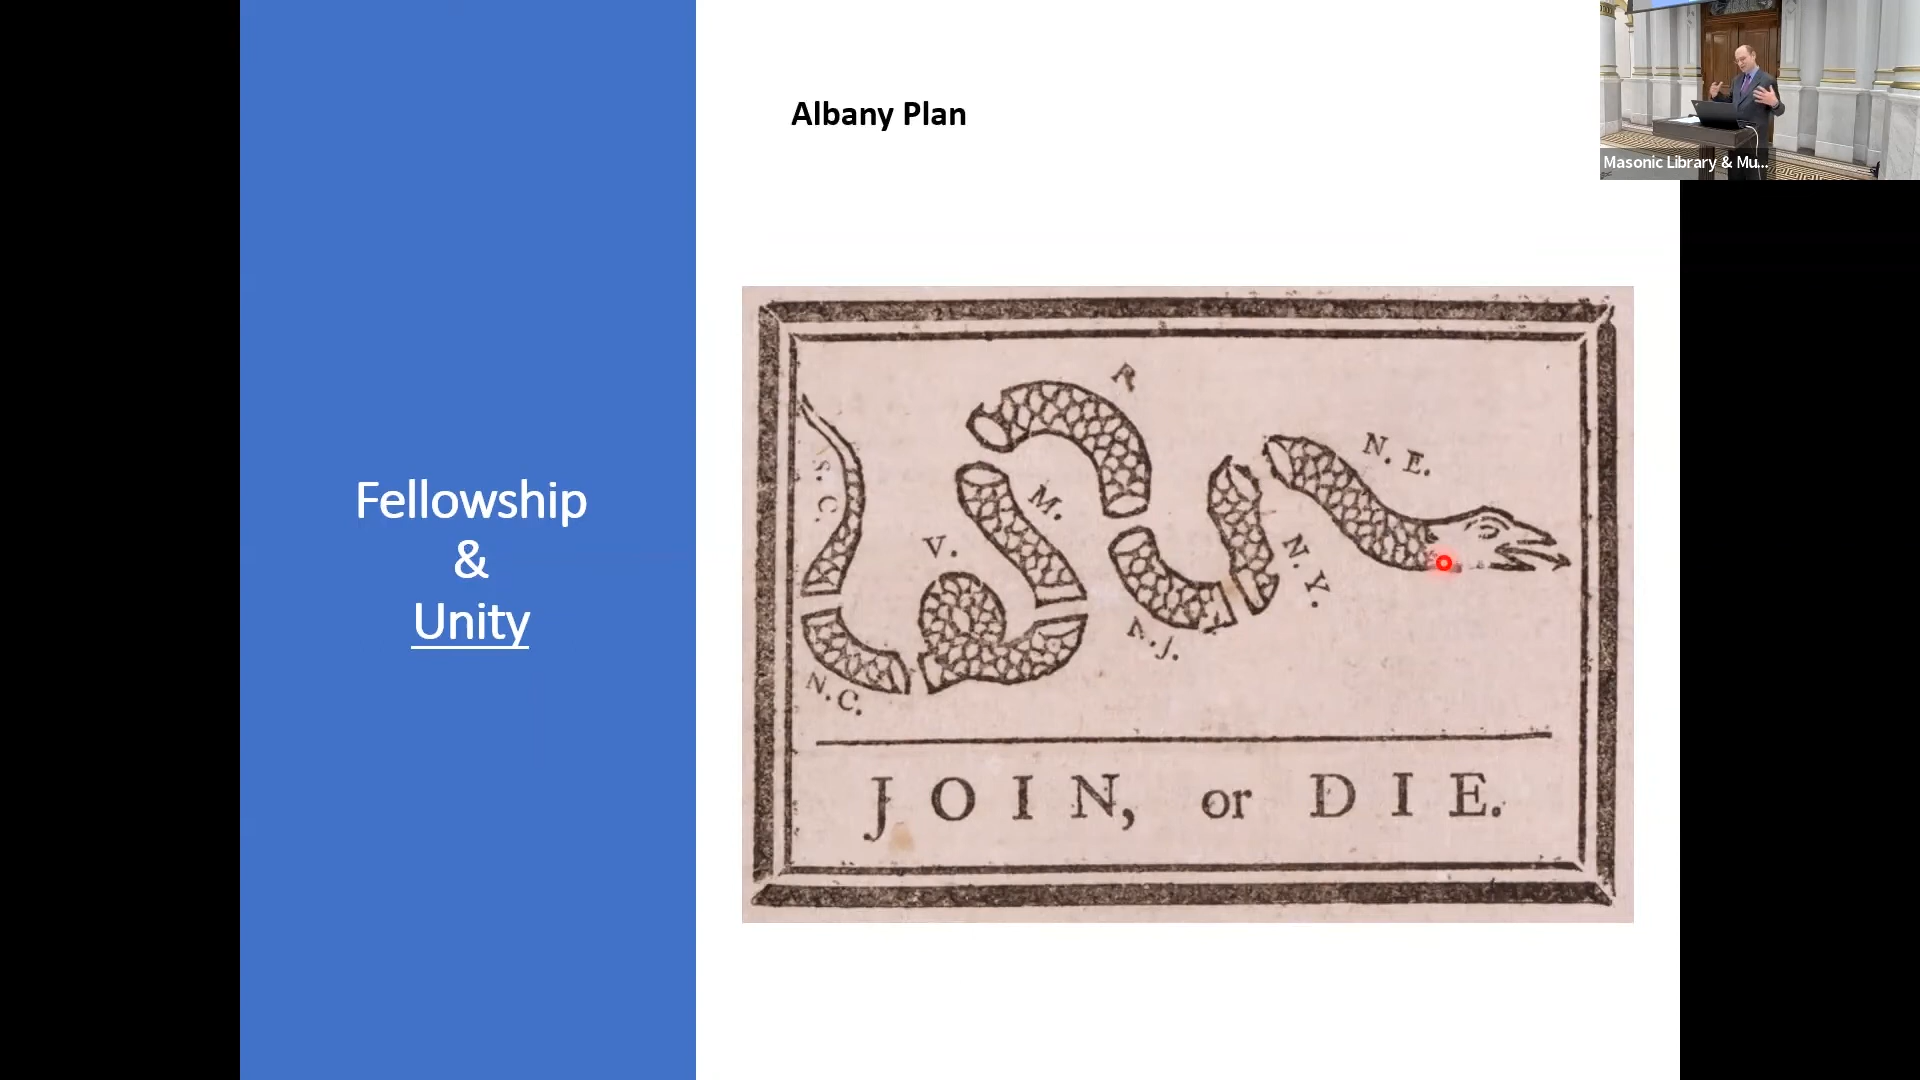 Albany Plan
Masonic Library & Mu...
Fellowship
&
Unity
R
N. E.
S. C.
M.
V.
N. Y.
N. J.
N. C.
JOIN, or DIE.